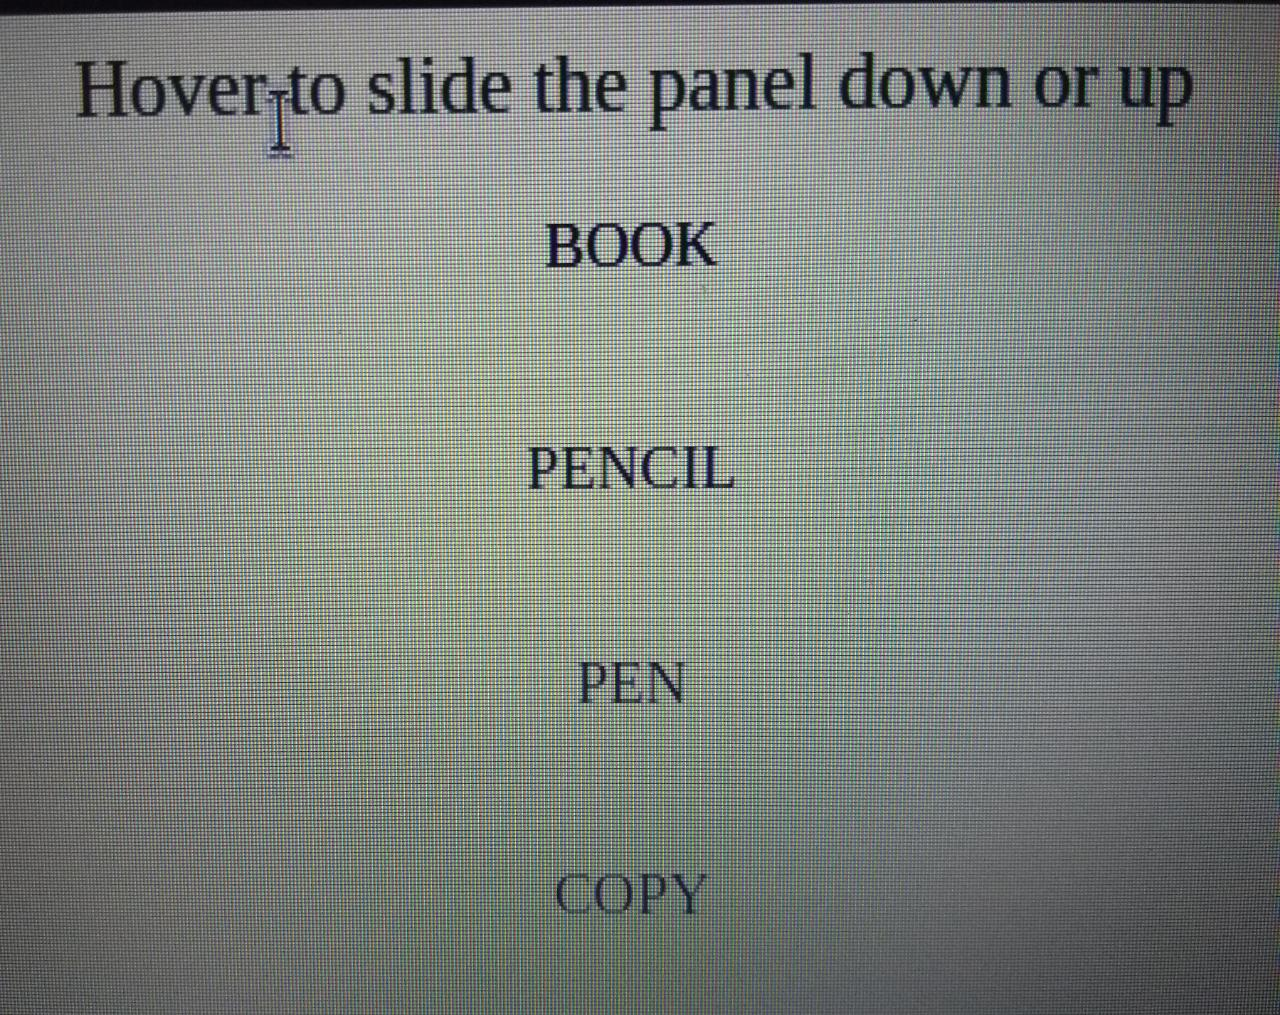 Hover to slide the panel down or up
BOOK
PENCIL
PEN
COPY